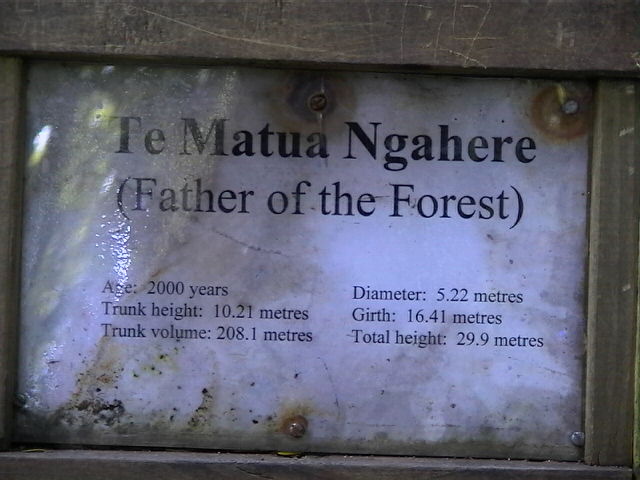 Te Matua Ngahere
(Father of the Forest)
Age: 2000 years
Trunk height: 10.21 metres
Trunk volume: 208.1 metres
Diameter: 5.22 metres
Girth: 16.41 metres
Total height: 29.9 metres